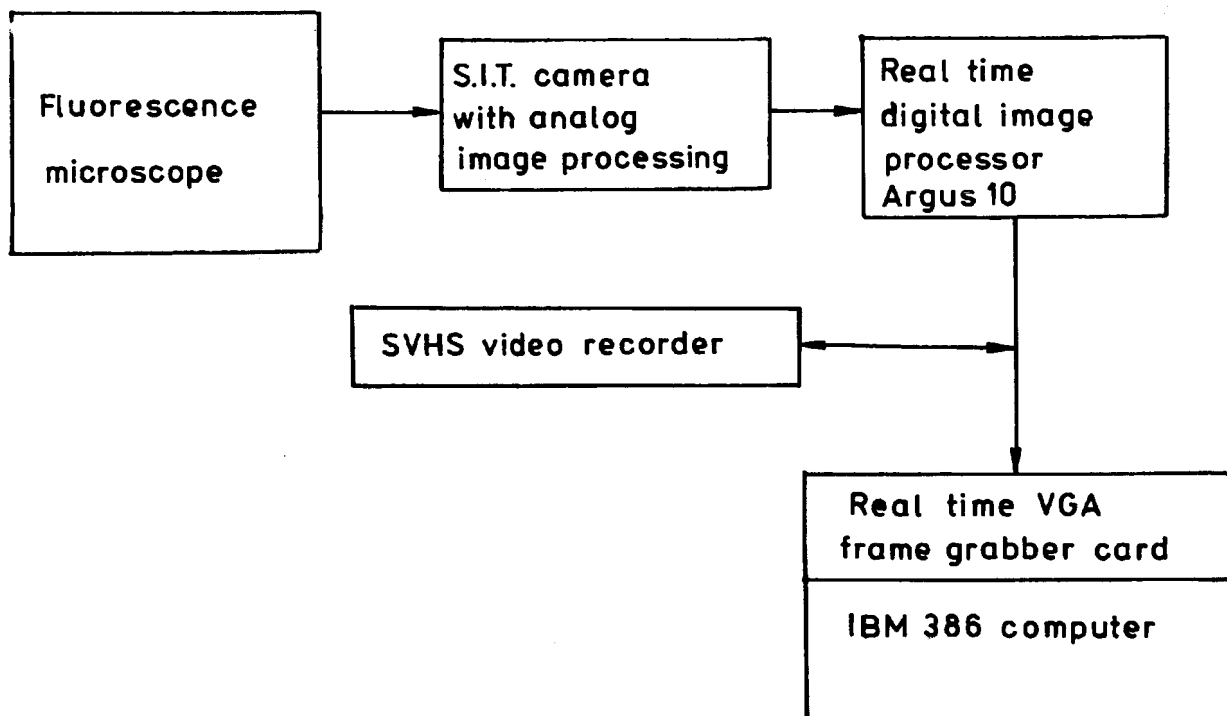 Fluorescence
microscope
S.I.T. camera
with analog
image processing
Real time
digital image
processor
Argus 10
SVHS video recorder
Real time VGA
frame grabber card
IBM 386 computer